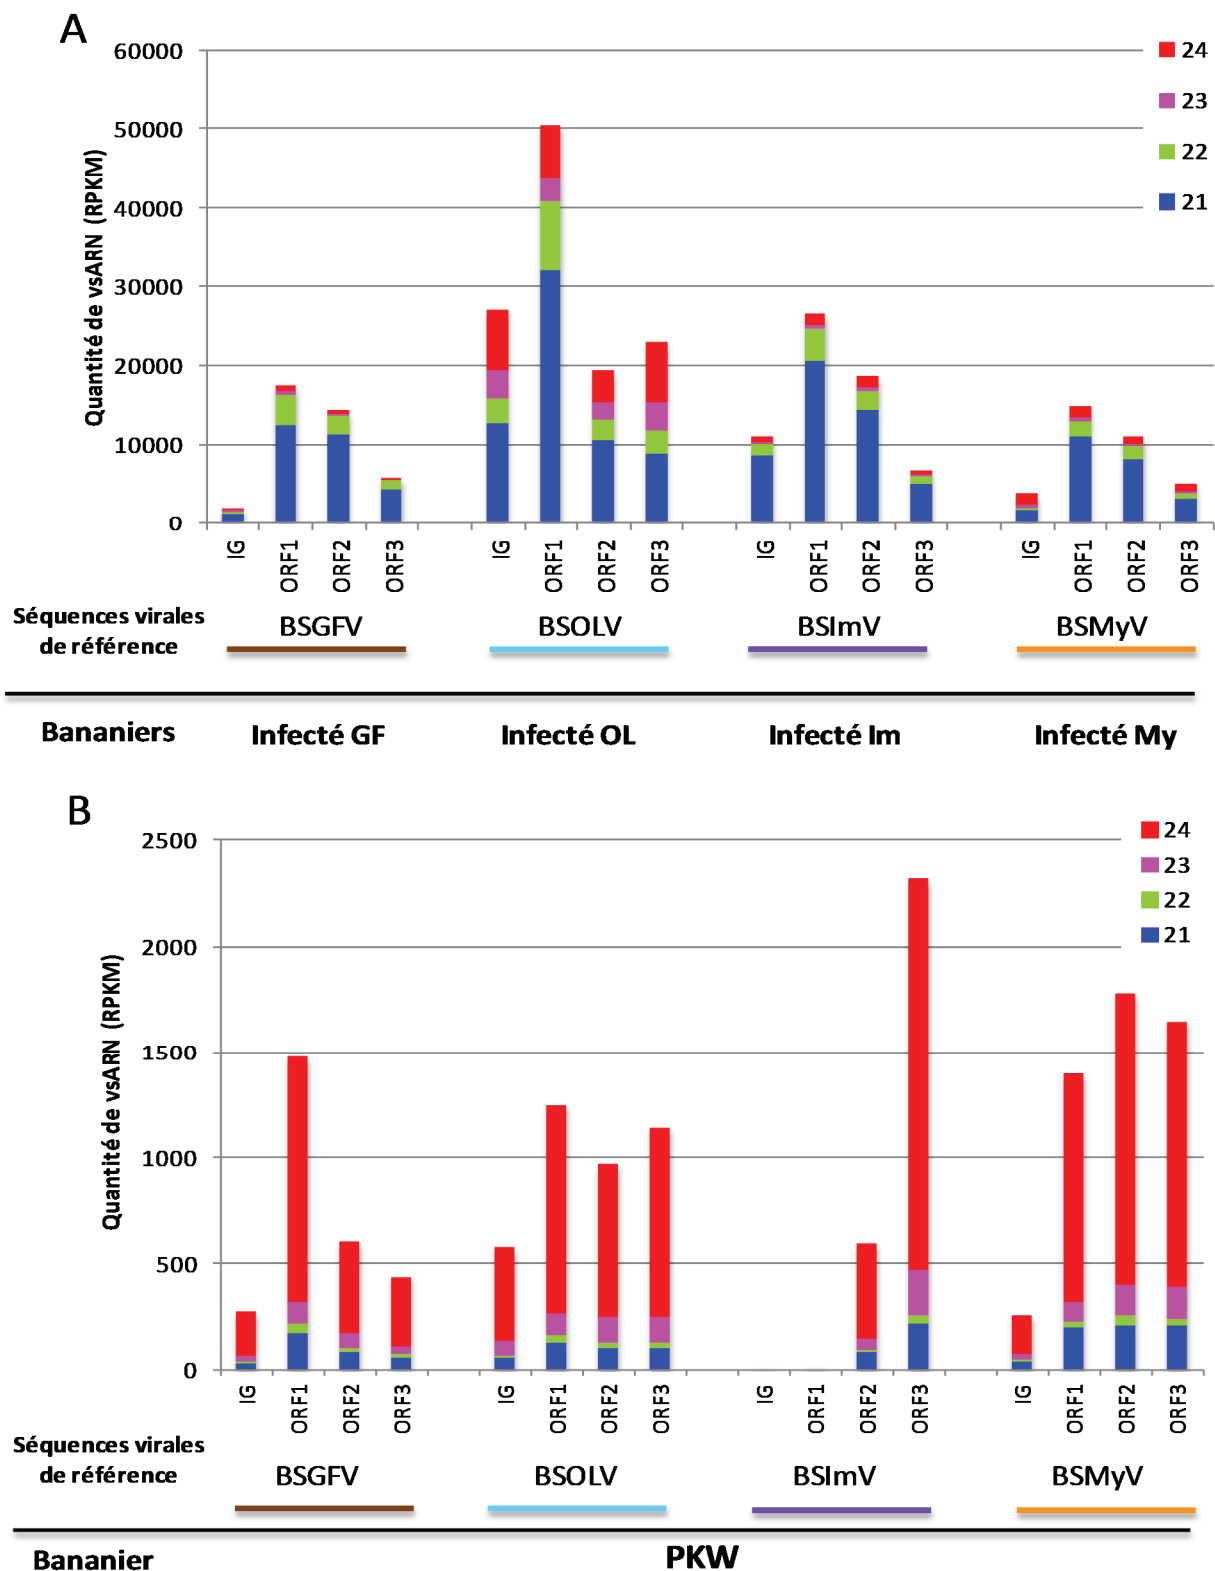 A
60000
50000
40000
30000
20000
10000
0
Quantité de vsARN (RPKM)
24
23
22
21
IG ORF1 ORF2 ORF3 IG ORF1 ORF2 ORF3 IG ORF1 ORF2 ORF3 IG ORF1 ORF2 ORF3
Séquences virales
de référence
BSGFV BSOLV BSImV BSMyV
Bananiers Infecté GF Infecté OL Infecté Im Infecté My
B
2500
2000
1500
1000
500
0
Quantité de vsARN (RPKM)
24
23
22
21
IG ORF1 ORF2 ORF3 IG ORF1 ORF2 ORF3 IG ORF1 ORF2 ORF3 IG ORF1 ORF2 ORF3
Séquences virales
de référence
BSGFV BSOLV BSImV BSMyV
Bananier PKW